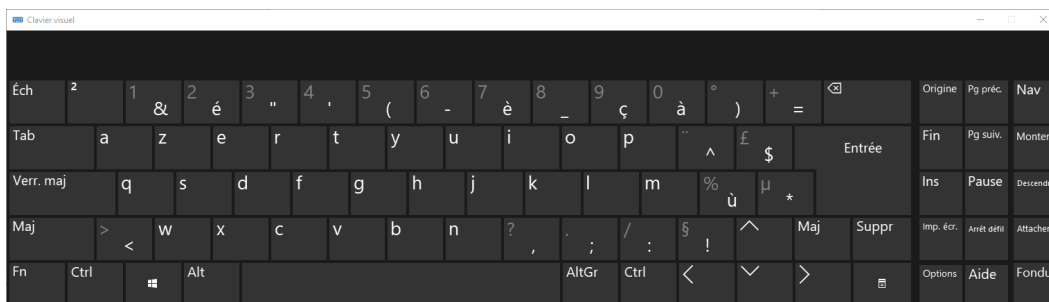 Clavier visuel
Éch ² 1 & 2 é 3 " 4 ' 5 ( 6 - 7 è 8 _ 9 ç 0 à ° ) + = Origine Pg préc. Nav
Tab a z e r t y u i o p ¨ ^ £ $ Entrée Fin Pg suiv. Monter
Verr. maj q s d f g h j k l m % ù µ * Ins Pause
Maj > < w x c v b n ? , . ; / : § ! Maj Suppr Imp. écr. Arrêt défil Attacher
Fn Ctrl Alt AltGr Ctrl Options Aide